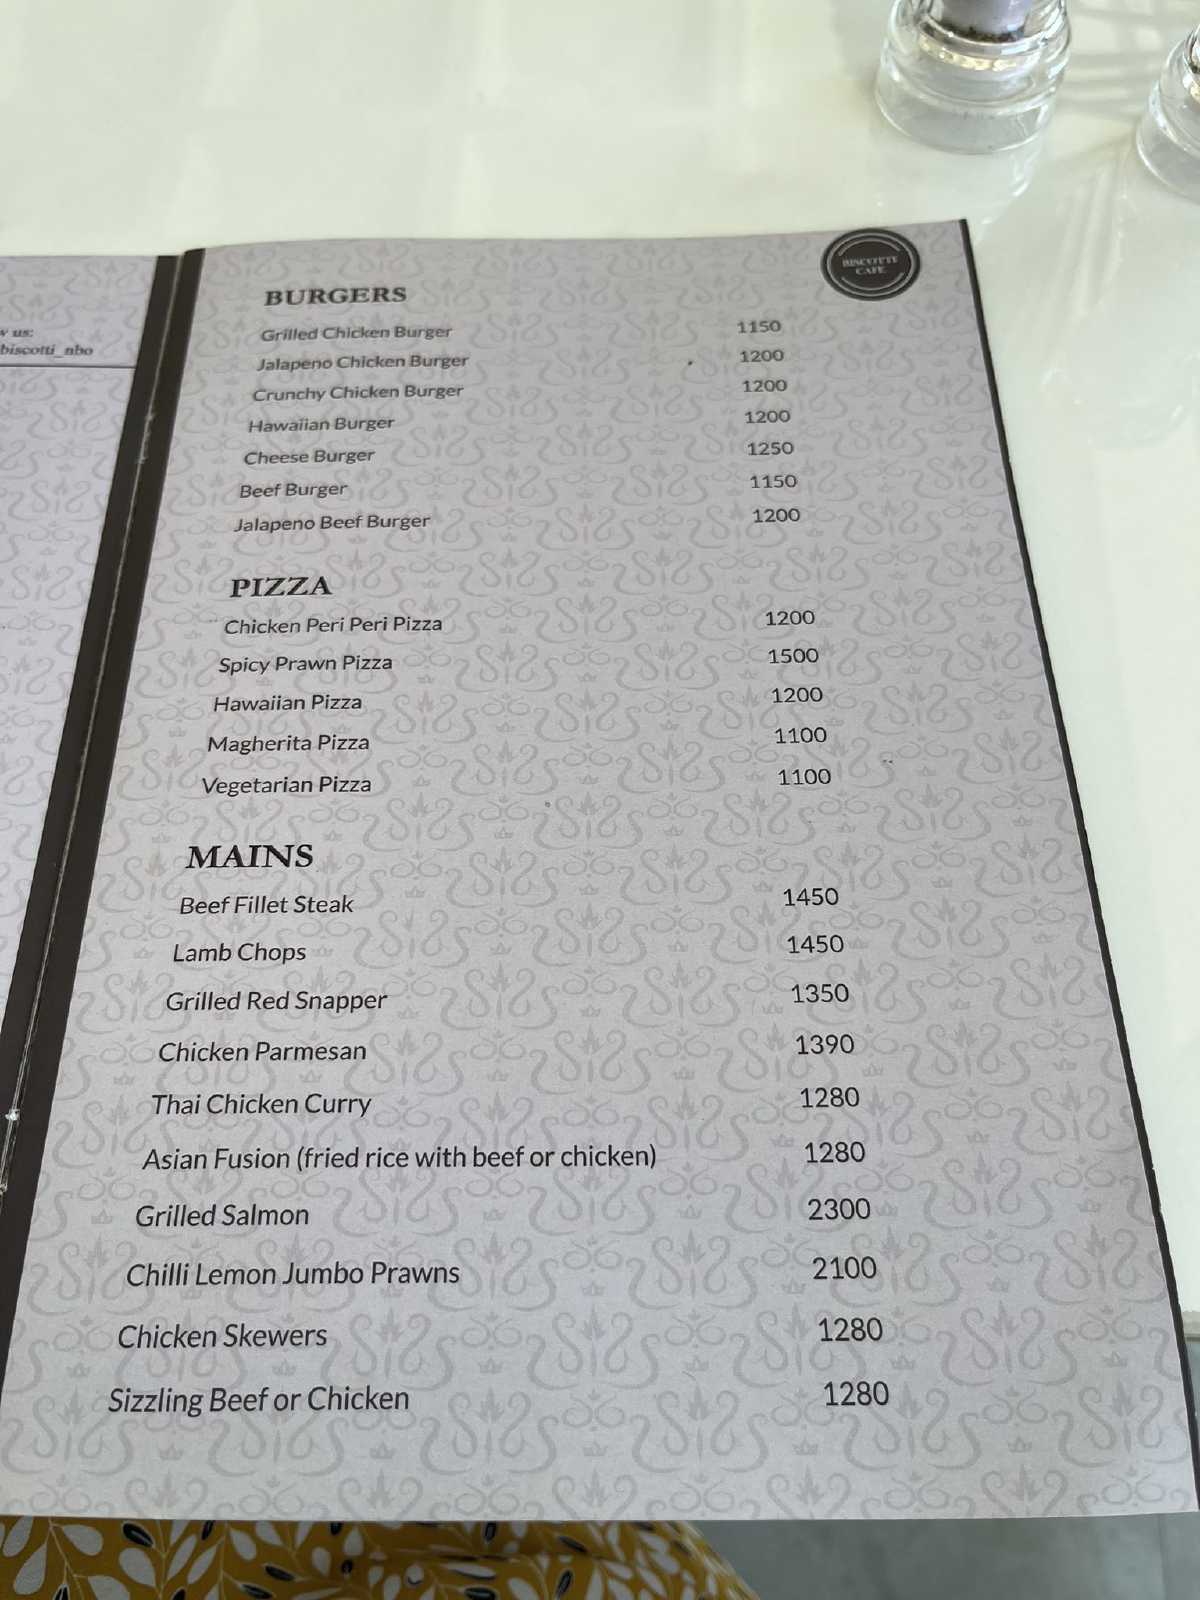 w us:
biscotti_nbo
BISCOTTI
CAFE
BURGERS
Grilled Chicken Burger 1150
Jalapeno Chicken Burger 1200
Crunchy Chicken Burger 1200
Hawaiian Burger 1200
Cheese Burger 1250
Beef Burger 1150
Jalapeno Beef Burger 1200
PIZZA
Chicken Peri Peri Pizza 1200
Spicy Prawn Pizza 1500
Hawaiian Pizza 1200
Magherita Pizza 1100
Vegetarian Pizza 1100
MAINS
Beef Fillet Steak 1450
Lamb Chops 1450
Grilled Red Snapper 1350
Chicken Parmesan 1390
Thai Chicken Curry 1280
Asian Fusion (fried rice with beef or chicken) 1280
Grilled Salmon 2300
Chilli Lemon Jumbo Prawns 2100
Chicken Skewers 1280
Sizzling Beef or Chicken 1280